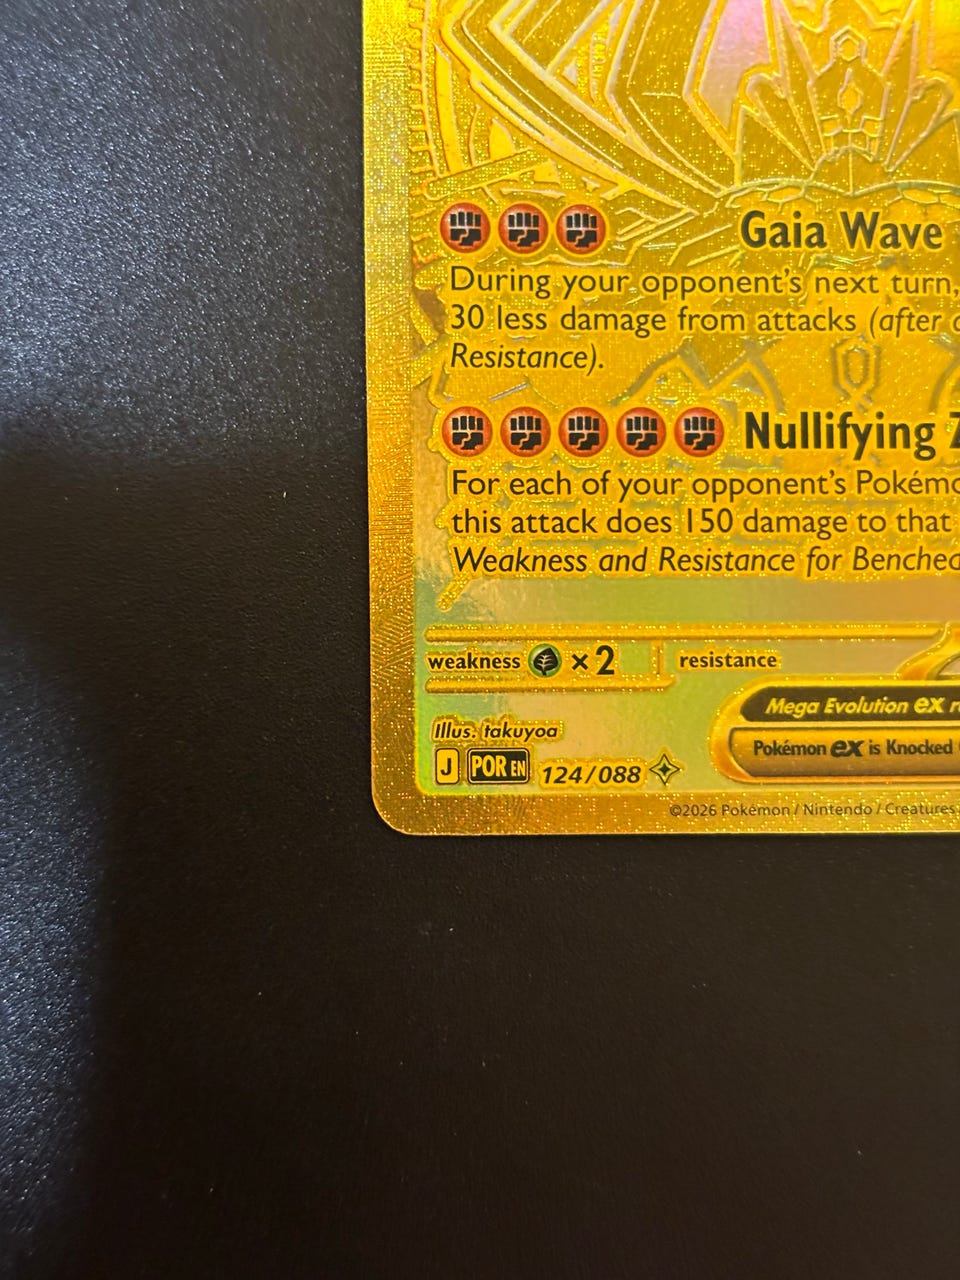 Gaia Wave
During your opponent's next turn,
30 less damage from attacks (after
Resistance).
Nullifying
For each of your opponent's
this attack does 150 damage to that
Weakness and Resistance for
weakness ×2 resistance
Mega Evolution ex
Illus. takuyoa
Pokémon ex is Knocked
J POR EN 124/088
©2026 Pokémon / Nintendo / Creatures